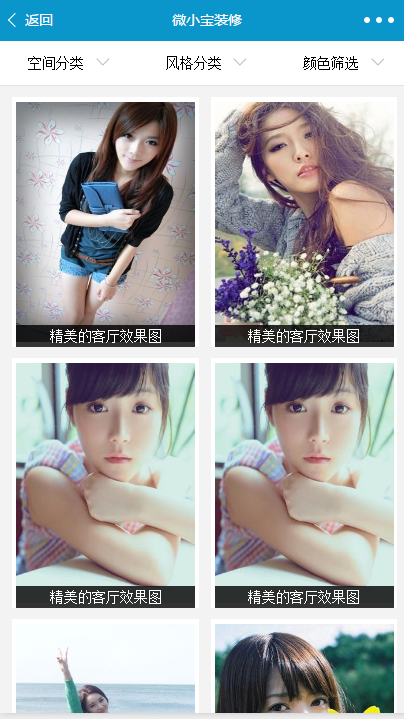 返回
微小宝装修
空间分类
风格分类
颜色筛选
精美的客厅效果图
精美的客厅效果图
精美的客厅效果图
精美的客厅效果图